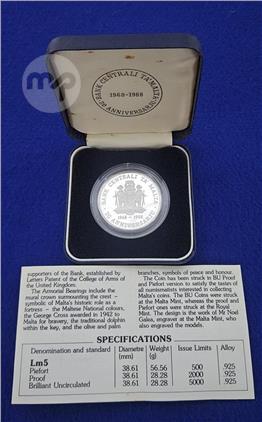 BANK ĊENTRALI TA' MALTA
1968-1988
20 ANNIVERSARJU
BANK ĊENTRALI TA' MALTA
1968 1988
20 ANNIVERSARJU
supporters of the Bank, established by
Letters Patent of the College of Arms of
the United Kingdom.
The Armorial Bearings include the
mural crown surmounting the crest –
symbolic of Malta's historic role as a
fortress – the Maltese National colours,
the George Cross awarded in 1942 to
Malta for bravery, the traditional dolphin
within the key, and the olive and palm
branches, symbols of peace and honour.
The Coin has been struck in BU Proof
and Piefort version to satisfy the tastes of
all numismatists interested in collecting
Malta's coins. The BU Coins were struck
at the Malta Mint, whereas the proof and
Piefort ones were struck at the Royal
Mint. The design is the work of Mr Noel
Galea, engraver at the Malta Mint, who
also engraved the models.
SPECIFICATIONS
Denomination and standard Diametre (mm) Weight (g) Issue Limits Alloy
Lm5
Piefort 38.61 56.56 500 .925
Proof 38.61 28.28 2000 .925
Brilliant Uncirculated 38.61 28.28 5000 .925